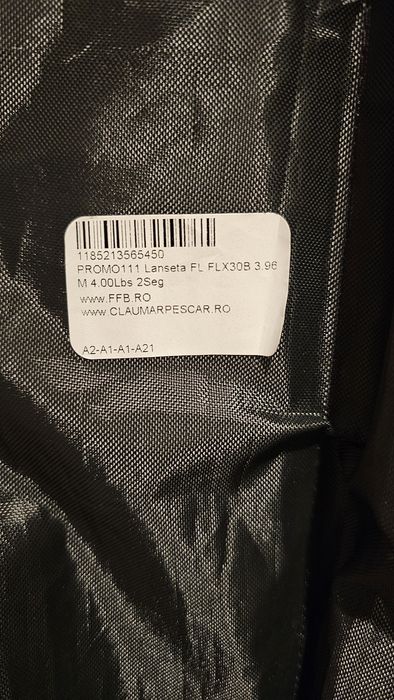 1185213565450
PROMO111 Lanseta FL FLX30B 3.96
M 4.00Lbs 2Seg
www.FFB.RO
www.CLAUMARPESCAR.RO
A2-A1-A1-A21